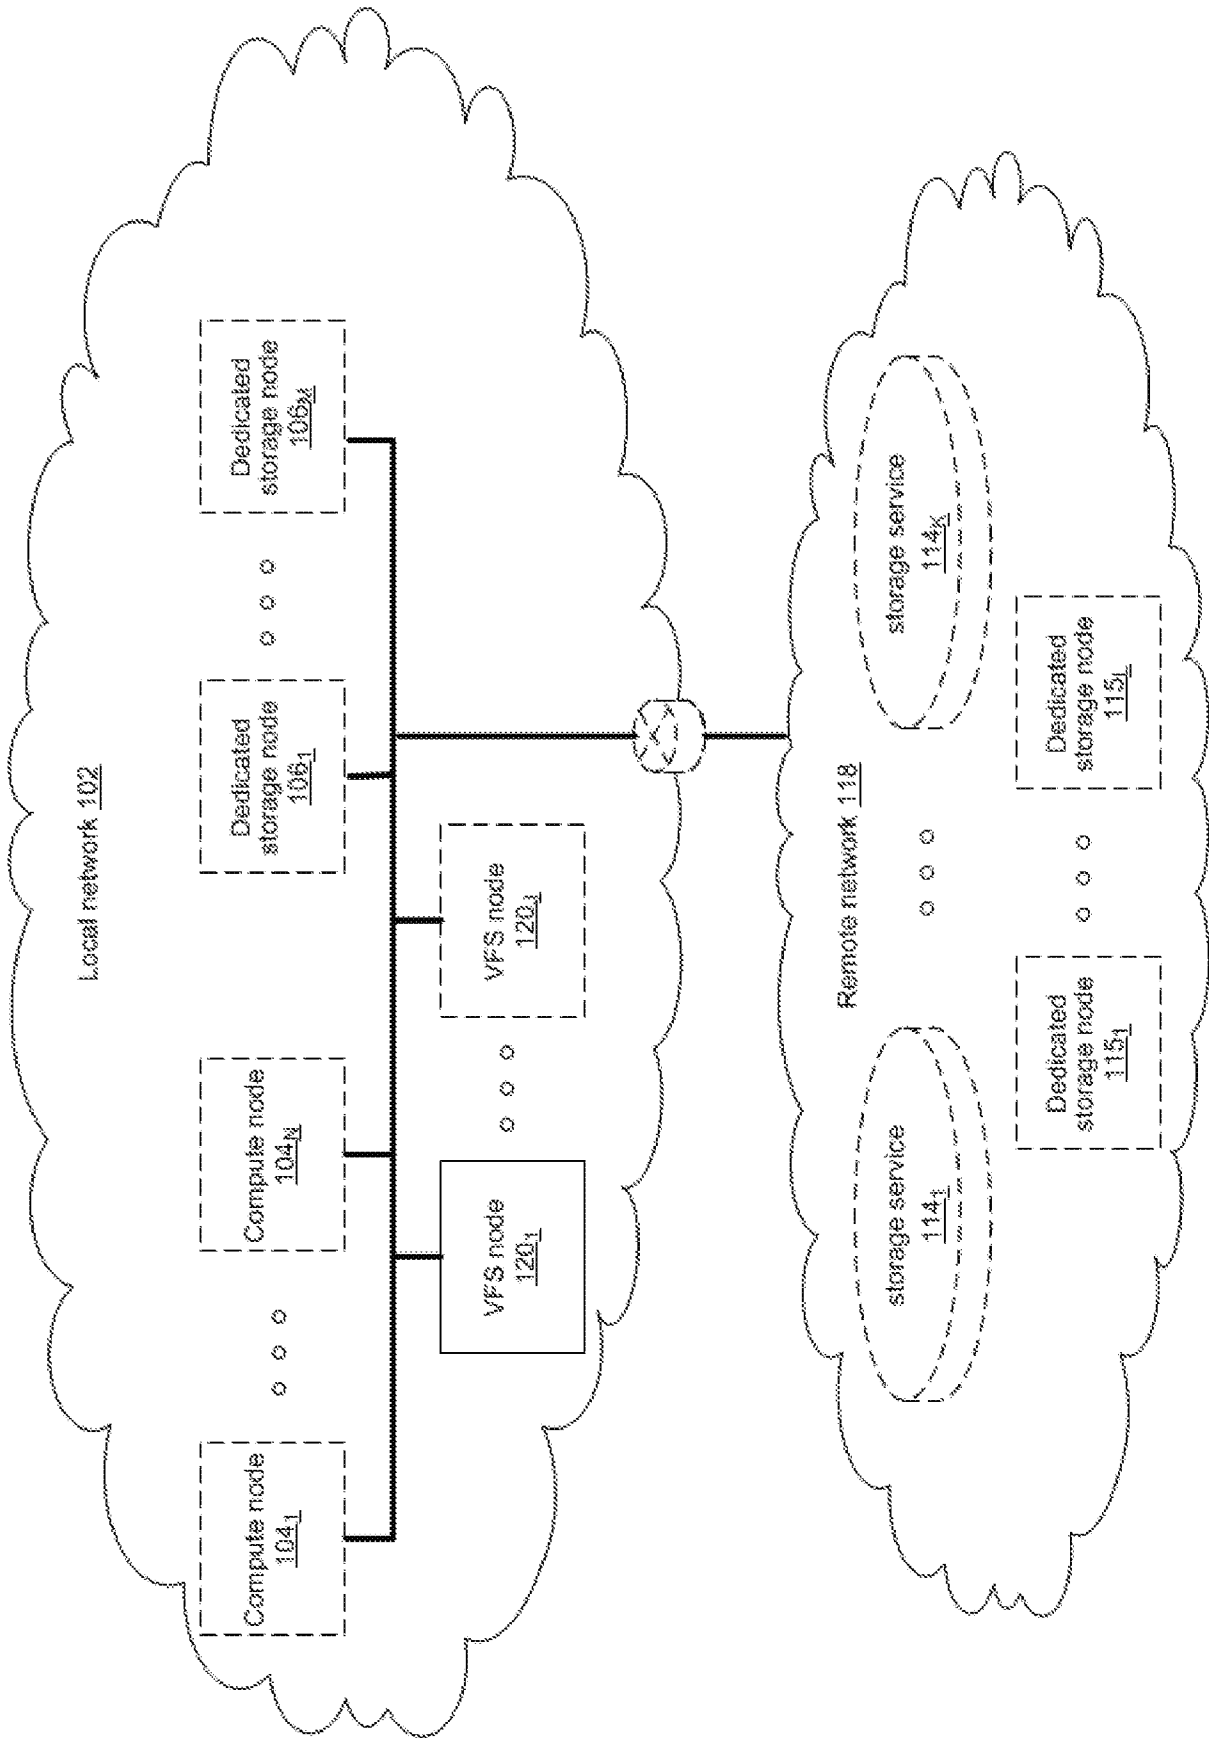 Local network 102
Compute node
104₁
Compute node
104N
Dedicated
storage node
106₁
Dedicated
storage node
106M
VFS node
120₁
VFS node
120J
Remote network 118
storage service
114₁
storage service
114K
Dedicated
storage node
115₁
Dedicated
storage node
115L